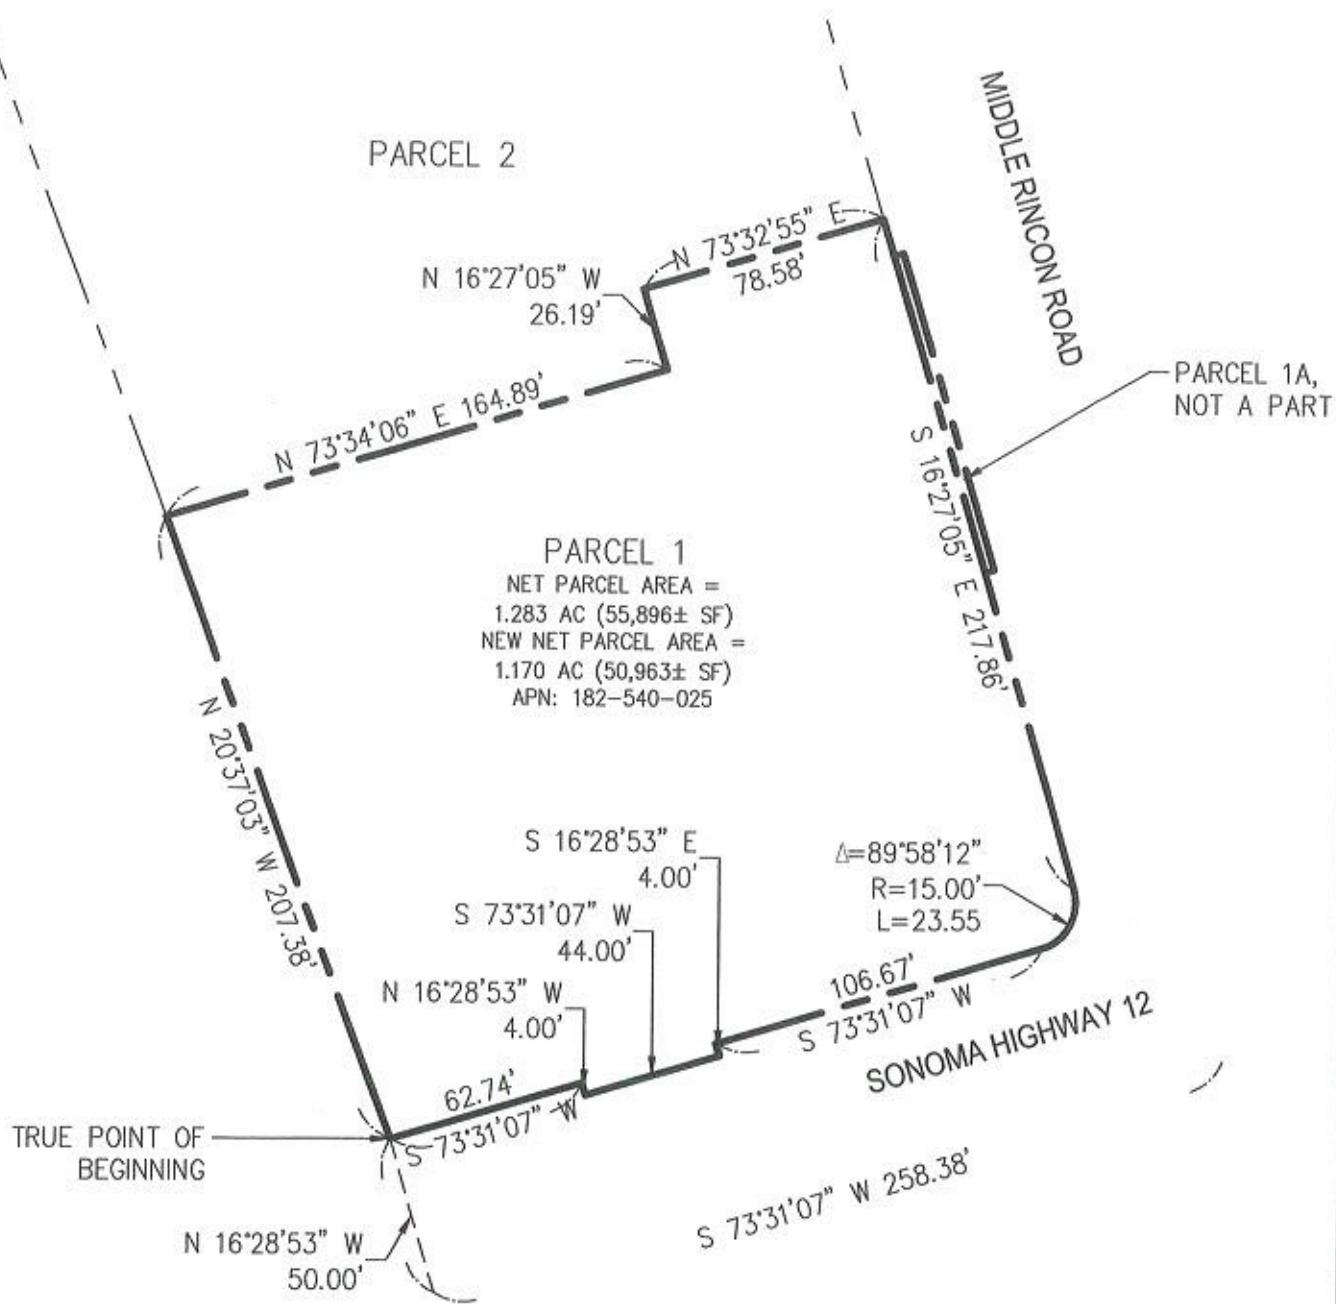 PARCEL 2
MIDDLE RINCON ROAD
N 73°32'55" E
78.58'
N 16°27'05" W
26.19'
PARCEL 1A,
NOT A PART
N 73°34'06" E 164.89'
S 16°27'05" E 217.86'
PARCEL 1
NET PARCEL AREA =
1.283 AC (55,896± SF)
NEW NET PARCEL AREA =
1.170 AC (50,963± SF)
APN: 182-540-025
N 20°37'03" W 207.38'
S 16°28'53" E
4.00'
Δ=89°58'12"
R=15.00'
L=23.55
S 73°31'07" W
44.00'
N 16°28'53" W
4.00'
106.67'
S 73°31'07" W
SONOMA HIGHWAY 12
62.74'
S 73°31'07" W
TRUE POINT OF
BEGINNING
S 73°31'07" W 258.38'
N 16°28'53" W
50.00'